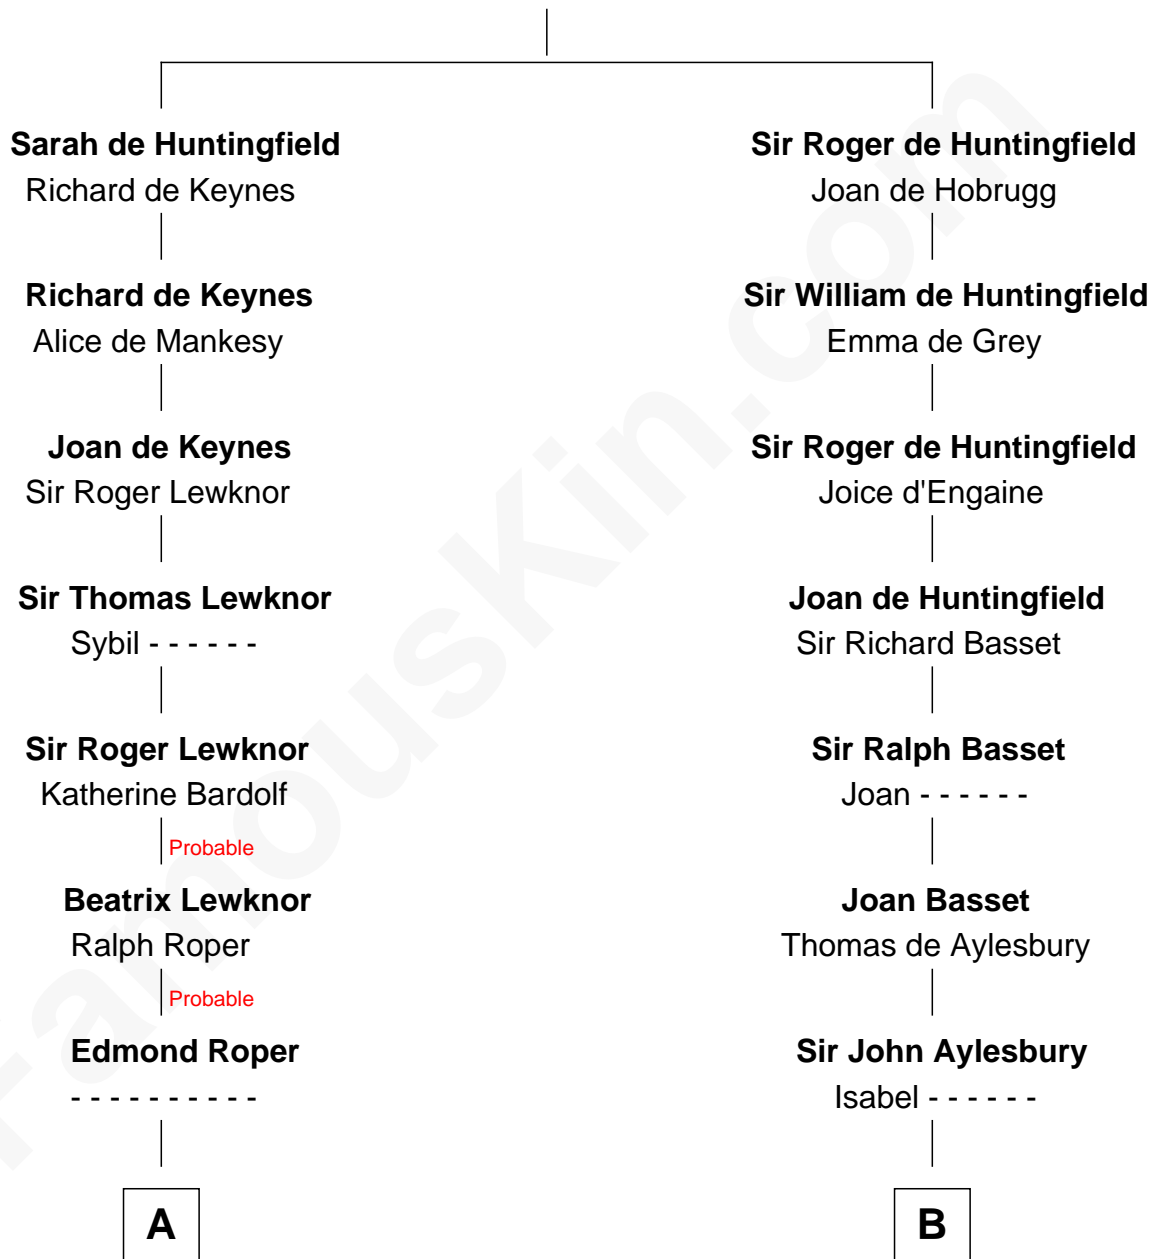 Sarah de Huntingfield
Richard de Keynes
Richard de Keynes
Alice de Mankesy
Joan de Keynes
Sir Roger Lewknor
Sir Thomas Lewknor
Sybil - - - - - -
Sir Roger Lewknor
Katherine Bardolf
Probable
Beatrix Lewknor
Ralph Roper
Probable
Edmond Roper
- - - - - - - - - -
A
Sir Roger de Huntingfield
Joan de Hobrugg
Sir William de Huntingfield
Emma de Grey
Sir Roger de Huntingfield
Joice d'Engaine
Joan de Huntingfield
Sir Richard Basset
Sir Ralph Basset
Joan - - - - - -
Joan Basset
Thomas de Aylesbury
Sir John Aylesbury
Isabel - - - - - -
B
FamousKin.com